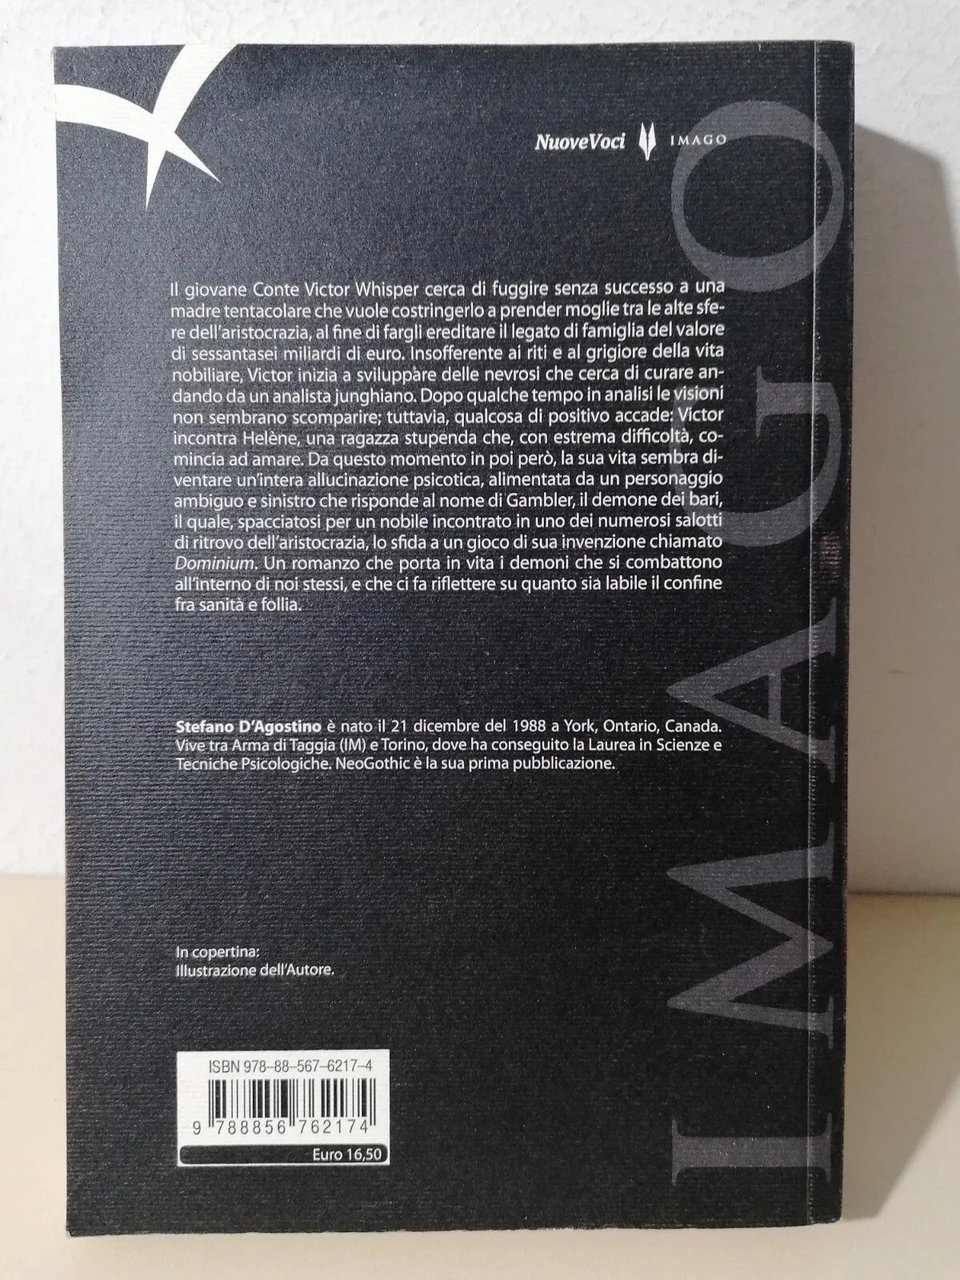 NuoveVoci IMAGO
Il giovane Conte Victor Whisper cerca di fuggire senza successo a una
madre tentacolare che vuole costringerlo a prender moglie tra le alte sfe-
re dell'aristocrazia, al fine di fargli ereditare il legato di famiglia del valore
di sessantasei miliardi di euro. Insofferente ai riti e al grigiore della vita
nobiliare, Victor inizia a sviluppare delle nevrosi che cerca di curare an-
dando da un analista junghiano. Dopo qualche tempo in analisi le visioni
non sembrano scomparire; tuttavia, qualcosa di positivo accade: Victor
incontra Helène, una ragazza stupenda che, con estrema difficoltà, co-
mincia ad amare. Da questo momento in poi però, la sua vita sembra di-
ventare un'intera allucinazione psicotica, alimentata da un personaggio
ambiguo e sinistro che risponde al nome di Gambler, il demone dei bari,
il quale, spacciatosi per un nobile incontrato in uno dei numerosi salotti
di ritrovo dell'aristocrazia, lo sfida a un gioco di sua invenzione chiamato
Dominium. Un romanzo che porta in vita i demoni che si combattono
all'interno di noi stessi, e che ci fa riflettere su quanto sia labile il confine
fra sanità e follia.
Stefano D'Agostino è nato il 21 dicembre del 1988 a York, Ontario, Canada.
Vive tra Arma di Taggia (IM) e Torino, dove ha conseguito la Laurea in Scienze e
Tecniche Psicologiche. NeoGothic è la sua prima pubblicazione.
In copertina:
Illustrazione dell'Autore.
ISBN 978-88-567-6217-4
9 788856 762174
Euro 16,50
IMAGO